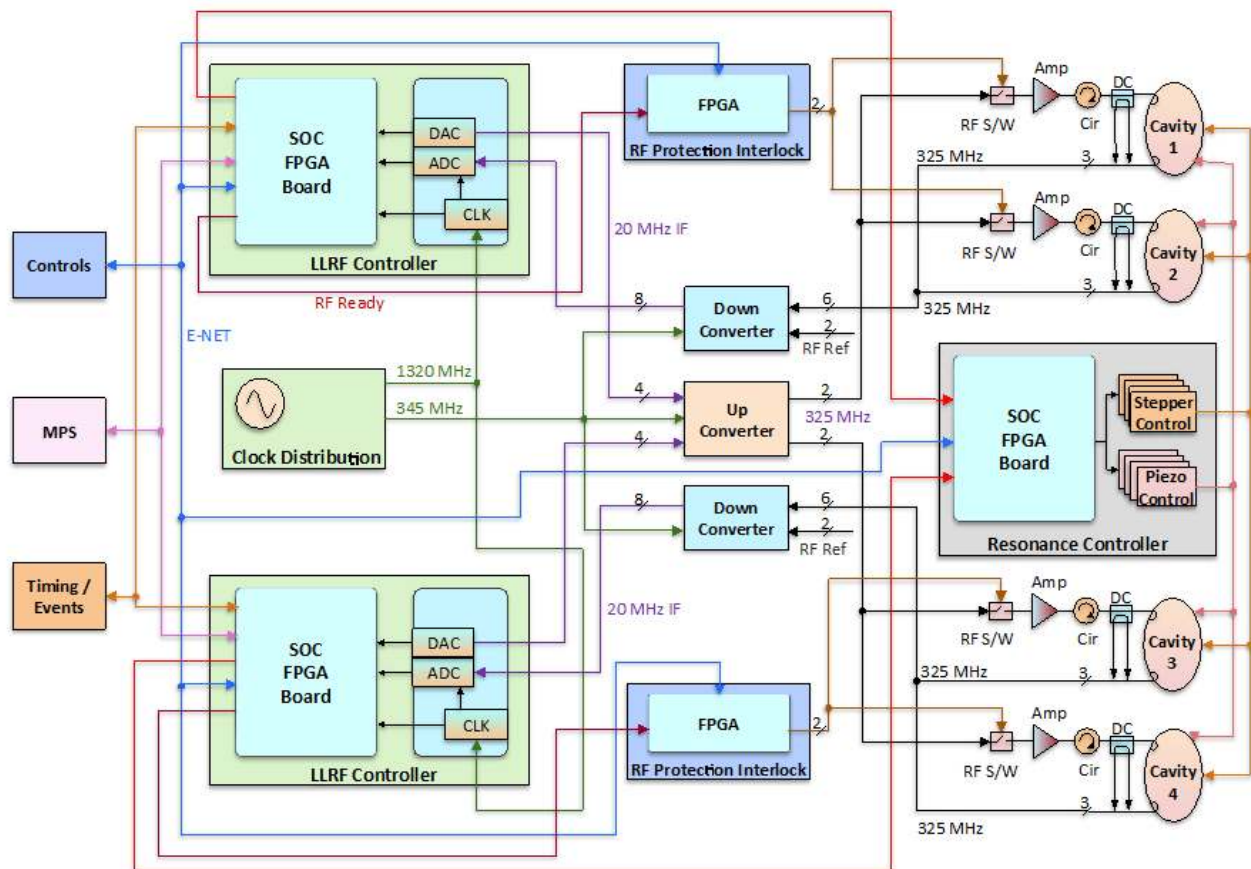 SOC
FPGA
Board
DAC
ADC
CLK
LLRF Controller
FPGA
2
RF Protection Interlock
Amp
DC
RF S/W
Cir
Cavity
1
325 MHz
3
Amp
DC
RF S/W
Cir
Cavity
2
3
325 MHz
20 MHz IF
Controls
RF Ready
E-NET
8
Down
Converter
6
2
RF Ref
1320 MHz
345 MHz
Clock Distribution
MPS
4
4
Up
Converter
2
325 MHz
2
SOC
FPGA
Board
Stepper
Control
Piezo
Control
Resonance Controller
8
Down
Converter
6
2
RF Ref
Timing /
Events
SOC
FPGA
Board
DAC
ADC
CLK
LLRF Controller
20 MHz IF
FPGA
2
RF Protection Interlock
Amp
DC
RF S/W
Cir
Cavity
3
325 MHz
3
Amp
DC
RF S/W
Cir
Cavity
4
3
325 MHz